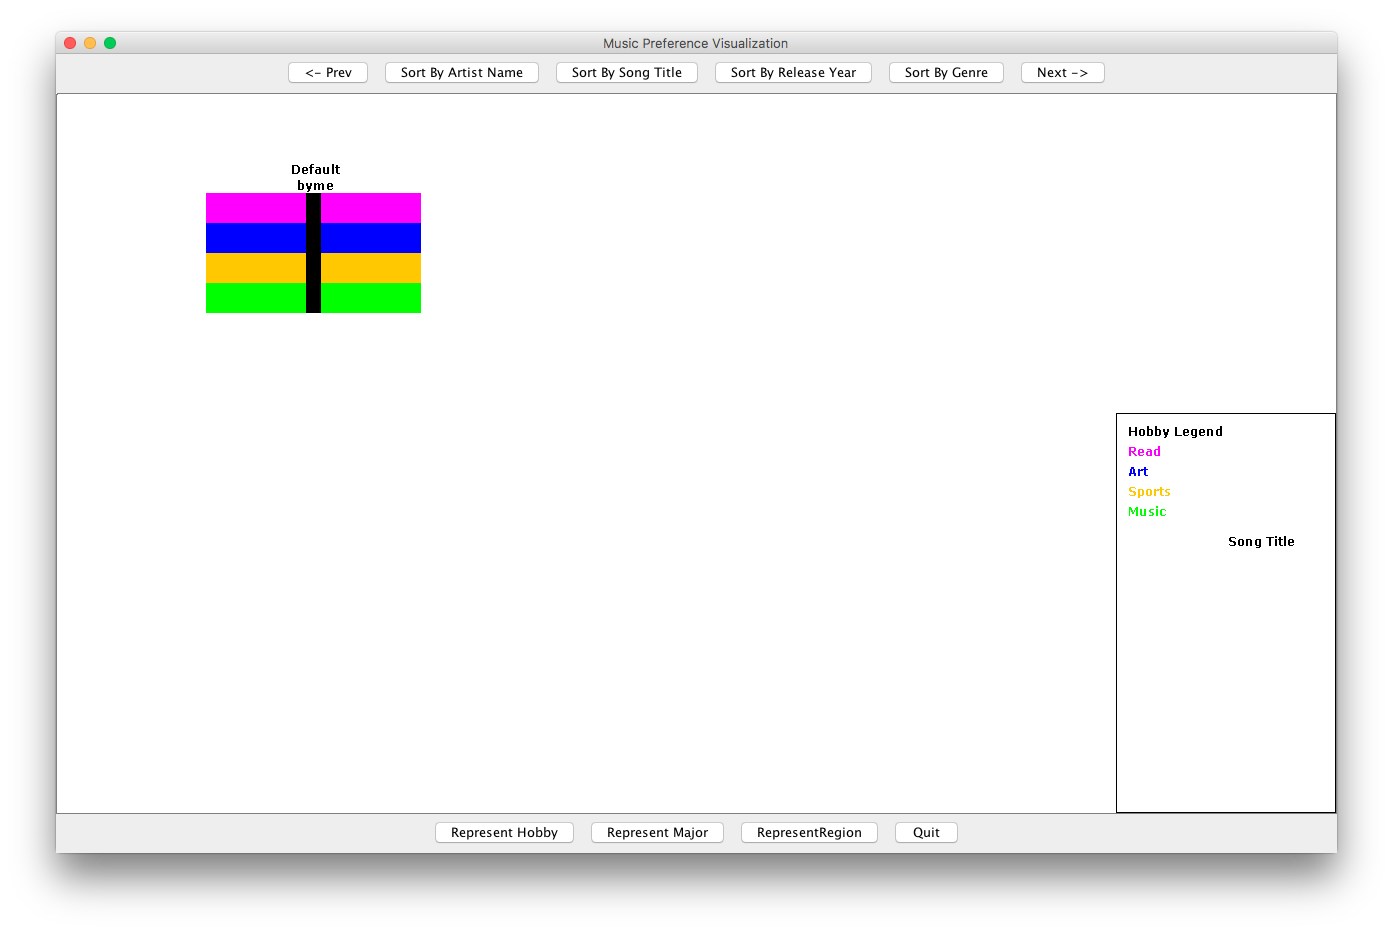 Music Preference Visualization
<- Prev
Sort By Artist Name
Sort By Song Title
Sort By Release Year
Sort By Genre
Next ->
Default
byme
Hobby Legend
Read
Art
Sports
Music
Song Title
Represent Hobby
Represent Major
RepresentRegion
Quit